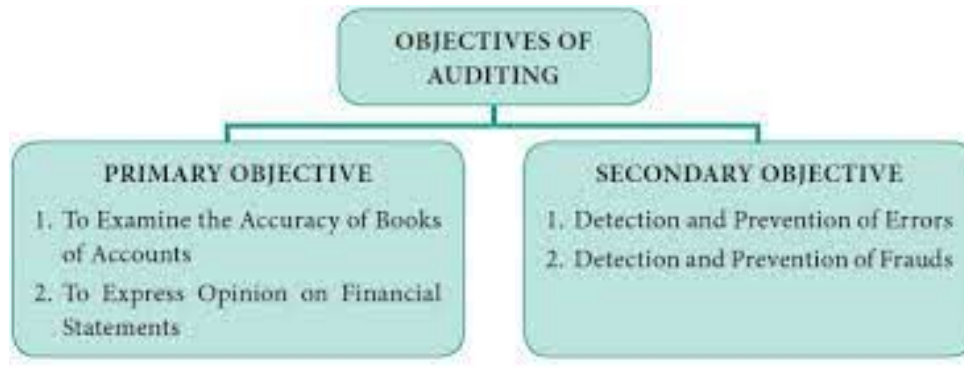 OBJECTIVES OF
AUDITING
PRIMARY OBJECTIVE
1. To Examine the Accuracy of Books
of Accounts
2. To Express Opinion on Financial
Statements
SECONDARY OBJECTIVE
1. Detection and Prevention of Errors
2. Detection and Prevention of Frauds